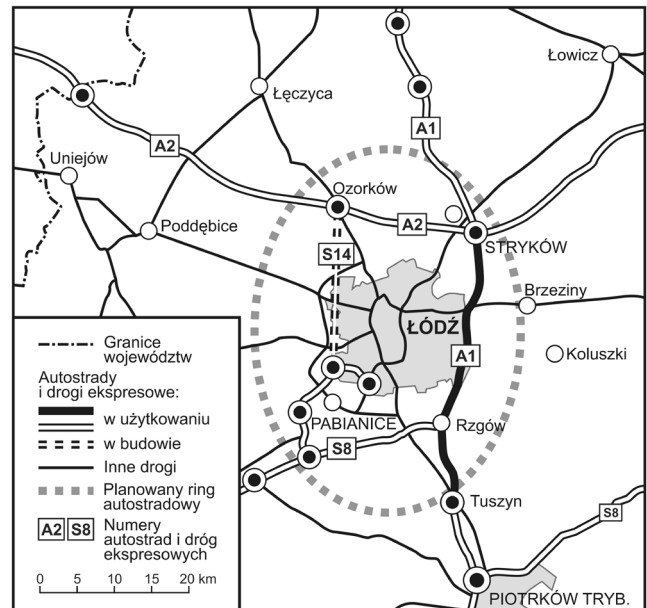 Łowicz
Łęczyca
A1
A2
Uniejów
Ozorków
Poddębice
A2
STRYKÓW
S14
Brzeziny
ŁÓDŹ
A1
Koluszki
PABIANICE
Rzgów
S8
Tuszyn
S8
PIOTRKÓW TRYB.
Granice
województw
Autostrady
i drogi ekspresowe:
w użytkowaniu
w budowie
Inne drogi
Planowany ring
autostradowy
A2 S8 Numery
autostrad i dróg
ekspresowych
0 5 10 15 20 km